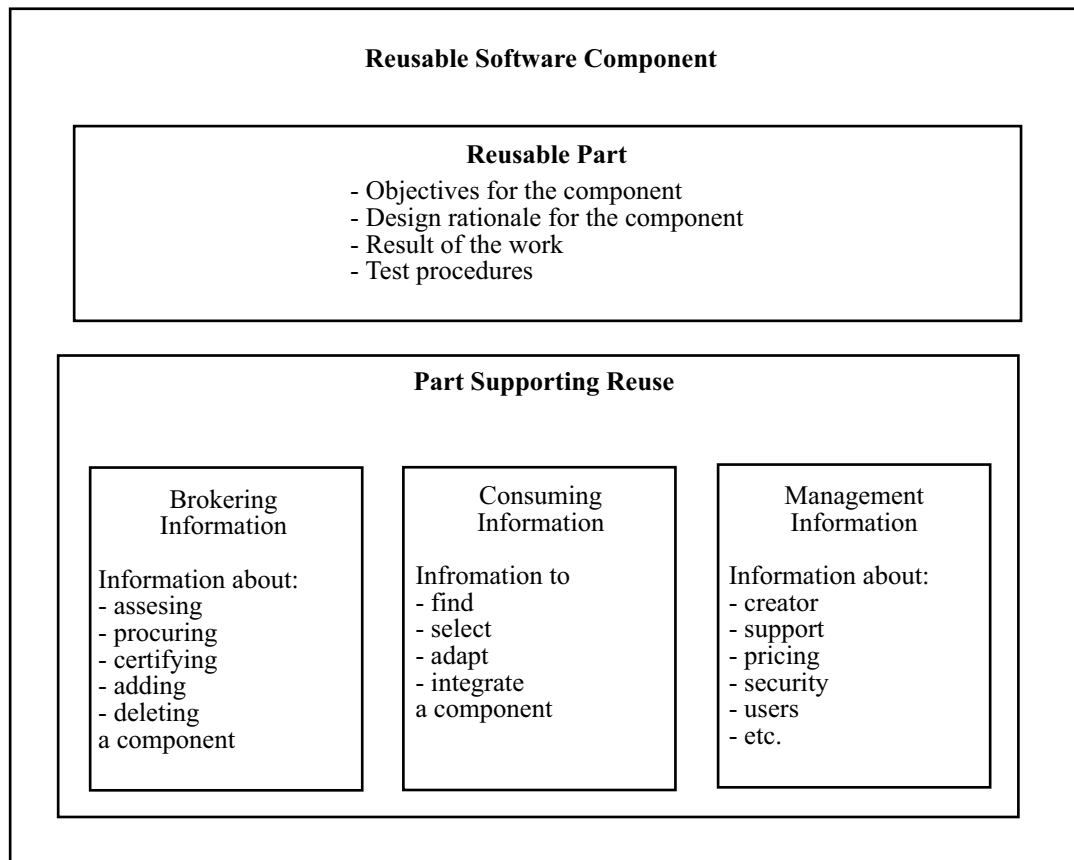 Reusable Software Component
Reusable Part
- Objectives for the component
- Design rationale for the component
- Result of the work
- Test procedures
Part Supporting Reuse
Brokering
Information
Information about:
- assesing
- procuring
- certifying
- adding
- deleting
a component
Consuming
Information
Infromation to
- find
- select
- adapt
- integrate
a component
Management
Information
Information about:
- creator
- support
- pricing
- security
- users
- etc.